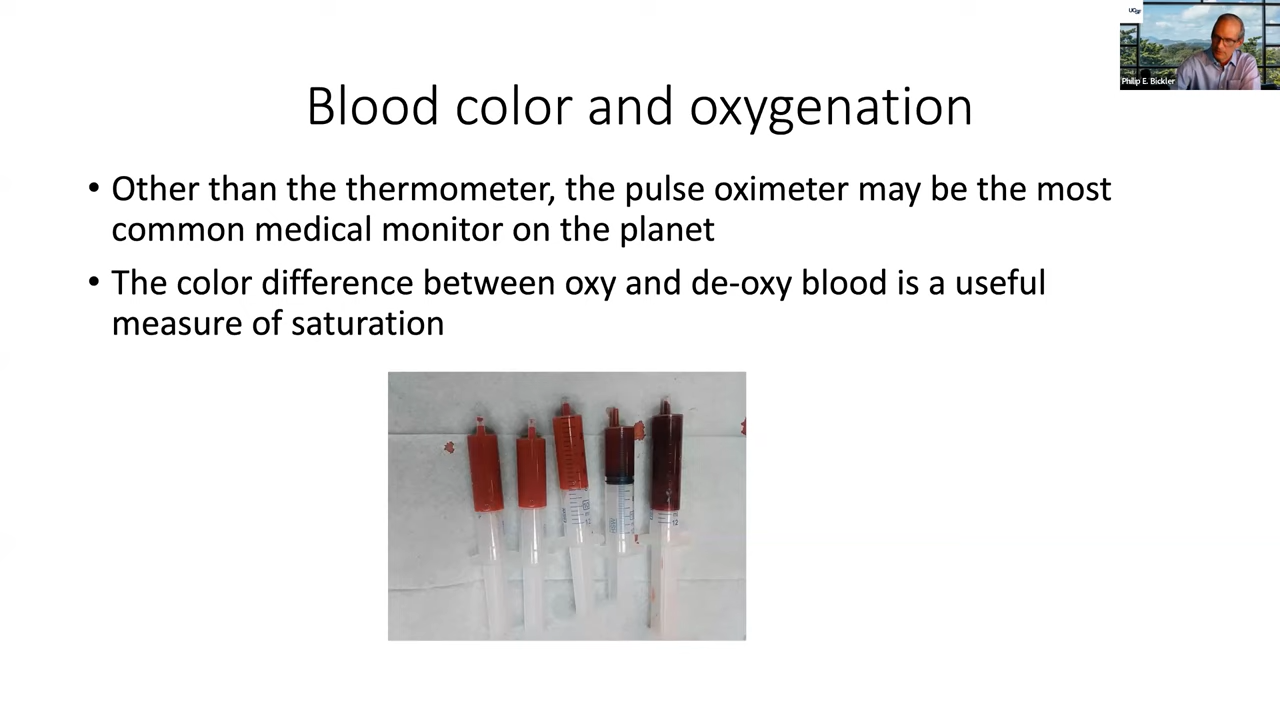 UCSF
Philip E. Bickler
Blood color and oxygenation
• Other than the thermometer, the pulse oximeter may be the most
common medical monitor on the planet
• The color difference between oxy and de-oxy blood is a useful
measure of saturation